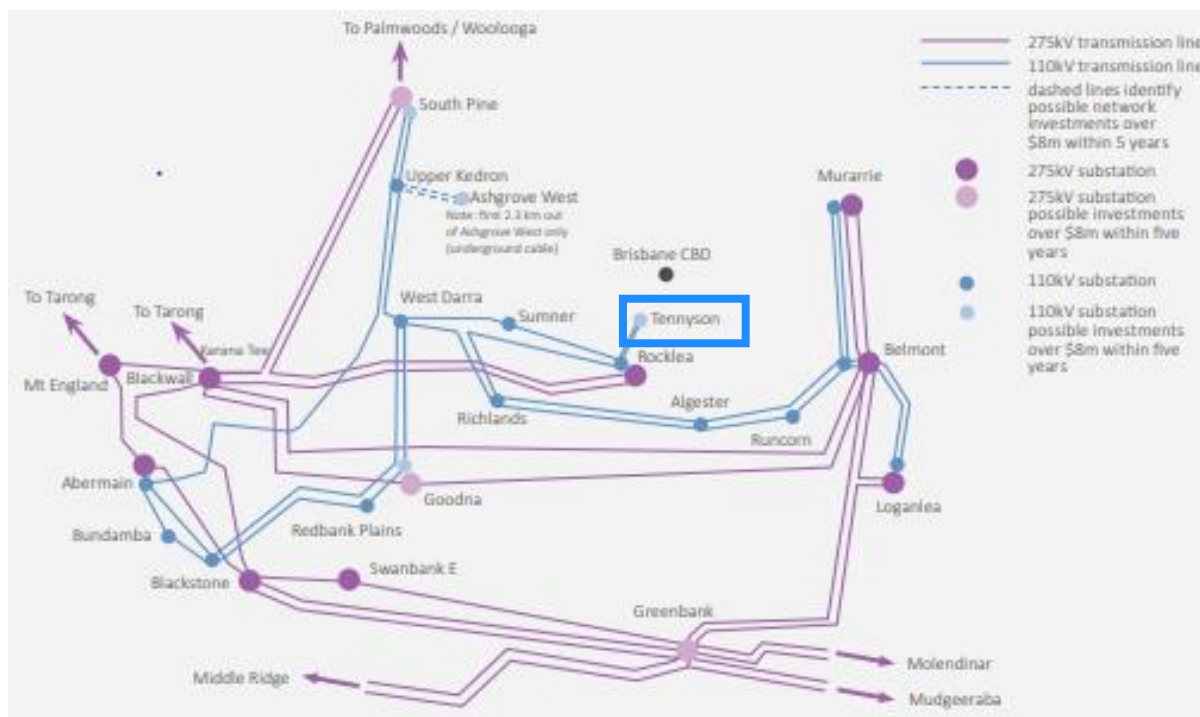 To Palmwoods / Woolooga
South Pine
Upper Kedron
Ashgrove West
Note: first 2.3 km out
of Ashgrove West only
(underground cable)
275kV transmission line
110kV transmission line
dashed lines identify
possible network
investments over
$8m within 5 years
275kV substation
275kV substation
possible investments
over $8m within five
years
110kV substation
110kV substation
possible investments
over $8m within five
years
Murarrie
Brisbane CBD
To Tarong
To Tarong
West Darra
Sumner
Tennyson
Karana Tee
Rocklea
Belmont
Mt England
Blackwall
Richlands
Algester
Runcorn
Abermain
Goodna
Loganlea
Bundamba
Redbank Plains
Blackstone
Swanbank E
Greenbank
Middle Ridge
Molendinar
Mudgeeraba